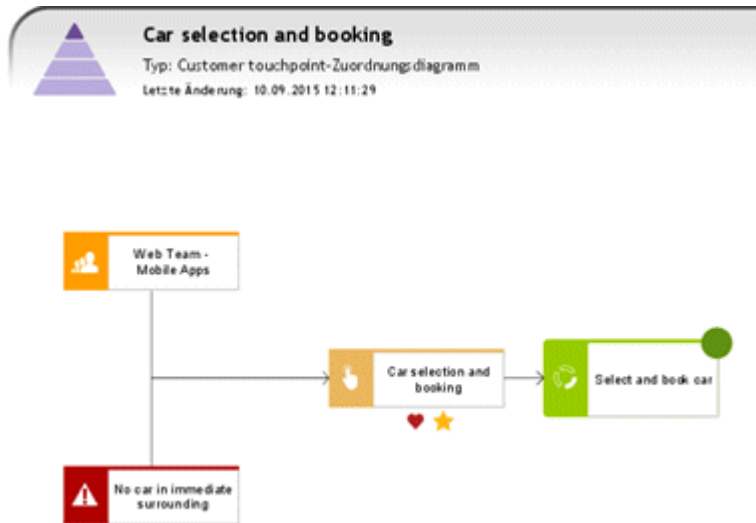 Car selection and booking
Typ: Customer touchpoint-Zuordnungsdiagramm
Letzte Änderung: 10.09.2015 12:11:29
Web Team -
Mobile Apps
Car selection and
booking
Select and book car
No car in immediate
surrounding